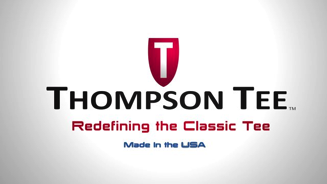 T
THOMPSON TEE™
Redefining the Classic Tee
Made in the USA